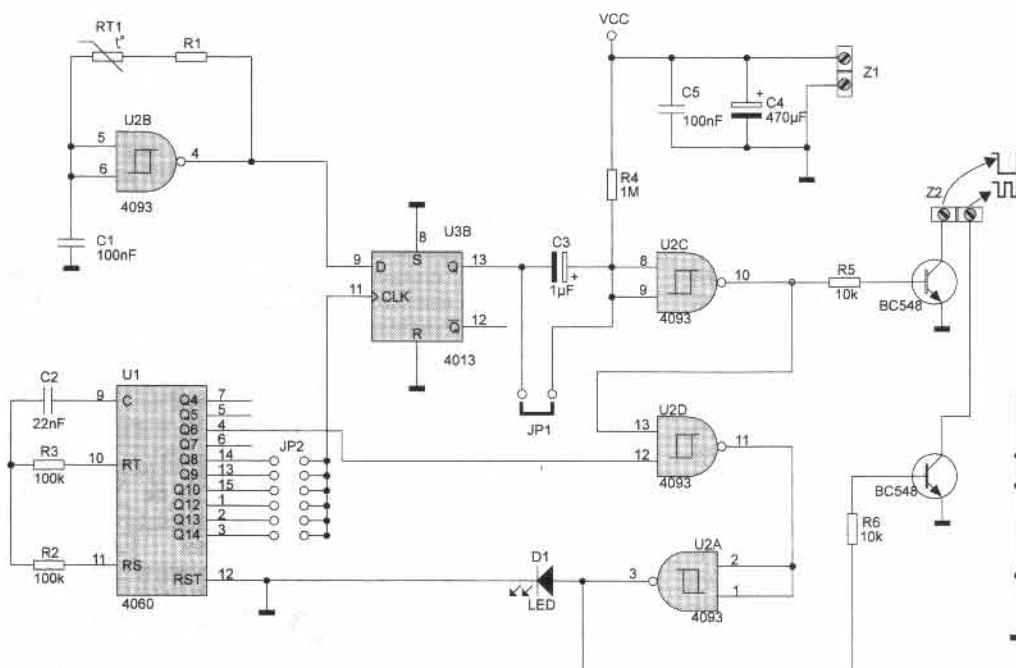 RT1
t°
R1
U2B
5
6
4
4093
C1
100nF
VCC
C5
100nF
+
C4
470µF
Z1
R4
1M
U3B
8
S
9
D
Q
13
11
CLK
Q
12
R
10
4013
C3
1µF
+
U2C
8
9
10
4093
R5
10k
BC548
Z2
JP1
U2D
13
12
11
4093
BC548
R6
10k
U2A
2
1
3
4093
D1
LED
U1
C2
22nF
9
C
R3
100k
10
RT
R2
100k
11
RS
4060
Q4
7
Q5
5
Q6
4
Q7
6
Q8
14
Q9
13
Q10
15
Q12
1
Q13
2
Q14
3
RST
12
JP2